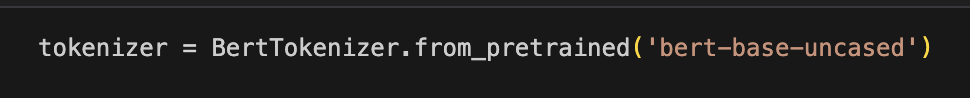 tokenizer = BertTokenizer.from_pretrained('bert-base-uncased')